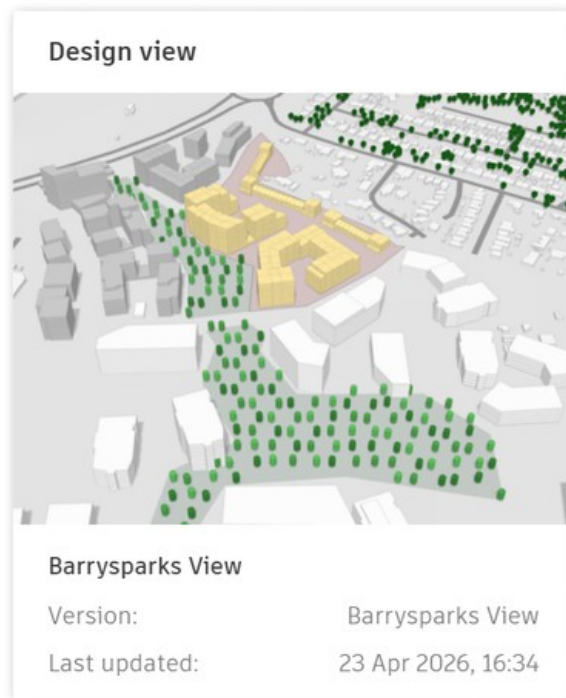 Design view
Barrysparks View
Version: Barrysparks View
Last updated: 23 Apr 2026, 16:34